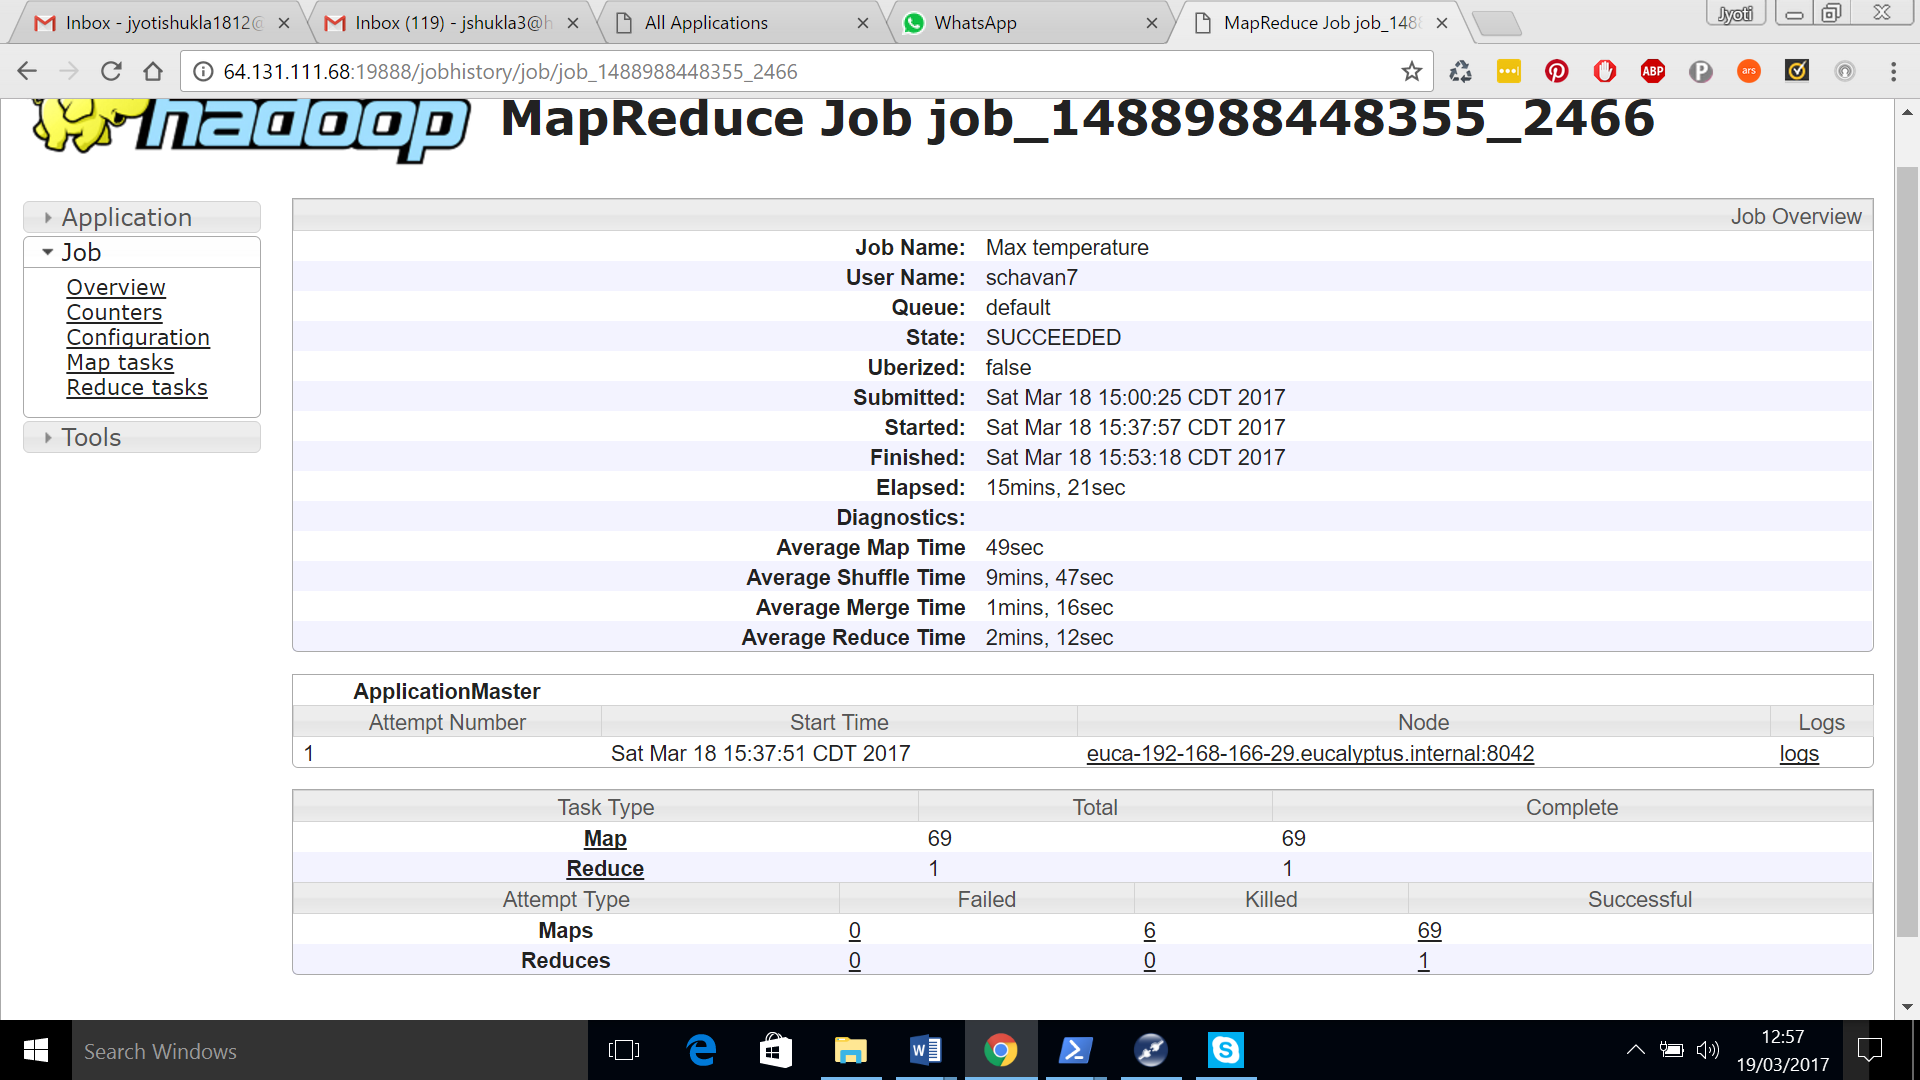 Inbox - jyotishukla1812@
Inbox (119) - jshukla3@h
All Applications
WhatsApp
MapReduce Job job_148
Jyoti
64.131.111.68:19888/jobhistory/job/job_1488988448355_2466
ABP
P
ars
hadoop
MapReduce Job job_1488988448355_2466
Application
Job
Overview
Counters
Configuration
Map tasks
Reduce tasks
Tools
Job Overview
Job Name: Max temperature
User Name: schavan7
Queue: default
State: SUCCEEDED
Uberized: false
Submitted: Sat Mar 18 15:00:25 CDT 2017
Started: Sat Mar 18 15:37:57 CDT 2017
Finished: Sat Mar 18 15:53:18 CDT 2017
Elapsed: 15mins, 21sec
Diagnostics:
Average Map Time 49sec
Average Shuffle Time 9mins, 47sec
Average Merge Time 1mins, 16sec
Average Reduce Time 2mins, 12sec
ApplicationMaster
Attempt Number Start Time Node Logs
1 Sat Mar 18 15:37:51 CDT 2017 euca-192-168-166-29.eucalyptus.internal:8042 logs
Task Type Total Complete
Map 69 69
Reduce 1 1
Attempt Type Failed Killed Successful
Maps 0 6 69
Reduces 0 0 1
Search Windows
12:57
19/03/2017